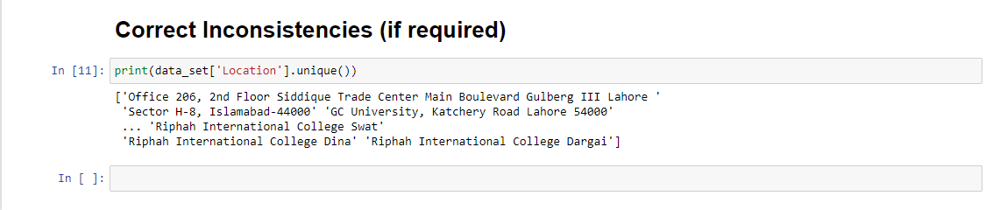 Correct Inconsistencies (if required)
In [11]: print(data_set['Location'].unique())
['Office 206, 2nd Floor Siddique Trade Center Main Boulevard Gulberg III Lahore '
'Sector H-8, Islamabad-44000' 'GC University, Katchery Road Lahore 54000'
... 'Riphah International College Swat'
'Riphah International College Dina' 'Riphah International College Dargai']
In [ ]: